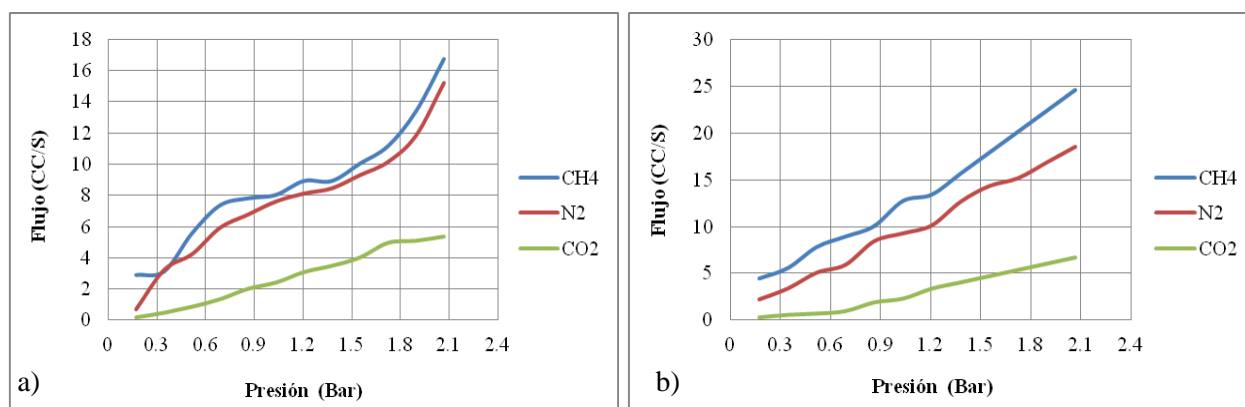 18
16
14
12
10
8
6
4
2
0
Flujo (CC/S)
0 0.3 0.6 0.9 1.2 1.5 1.8 2.1 2.4
Presión (Bar)
CH4
N2
CO2
a)
30
25
20
15
10
5
0
Flujo (CC/S)
0 0.3 0.6 0.9 1.2 1.5 1.8 2.1 2.4
Presión (Bar)
CH4
N2
CO2
b)